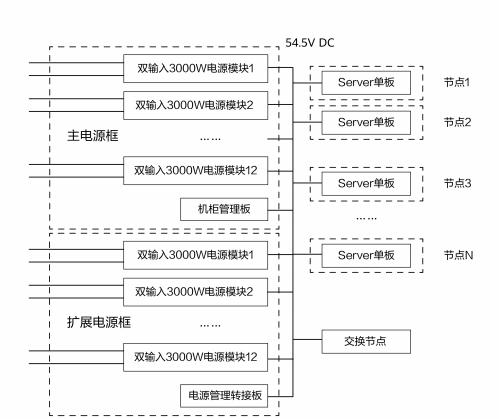 54.5V DC
双输入3000W电源模块1
Server单板
节点1
双输入3000W电源模块2
Server单板
节点2
主电源框
……
双输入3000W电源模块12
Server单板
节点3
机柜管理板
……
双输入3000W电源模块1
Server单板
节点N
双输入3000W电源模块2
扩展电源框
……
交换节点
双输入3000W电源模块12
电源管理转接板